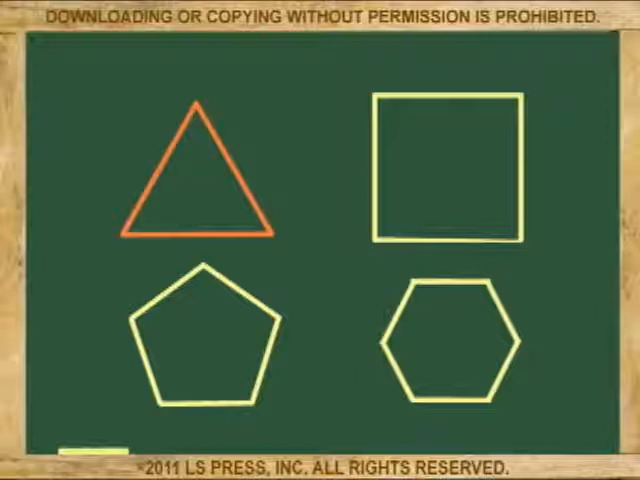 DOWNLOADING OR COPYING WITHOUT PERMISSION IS PROHIBITED.
©2011 LS PRESS, INC. ALL RIGHTS RESERVED.